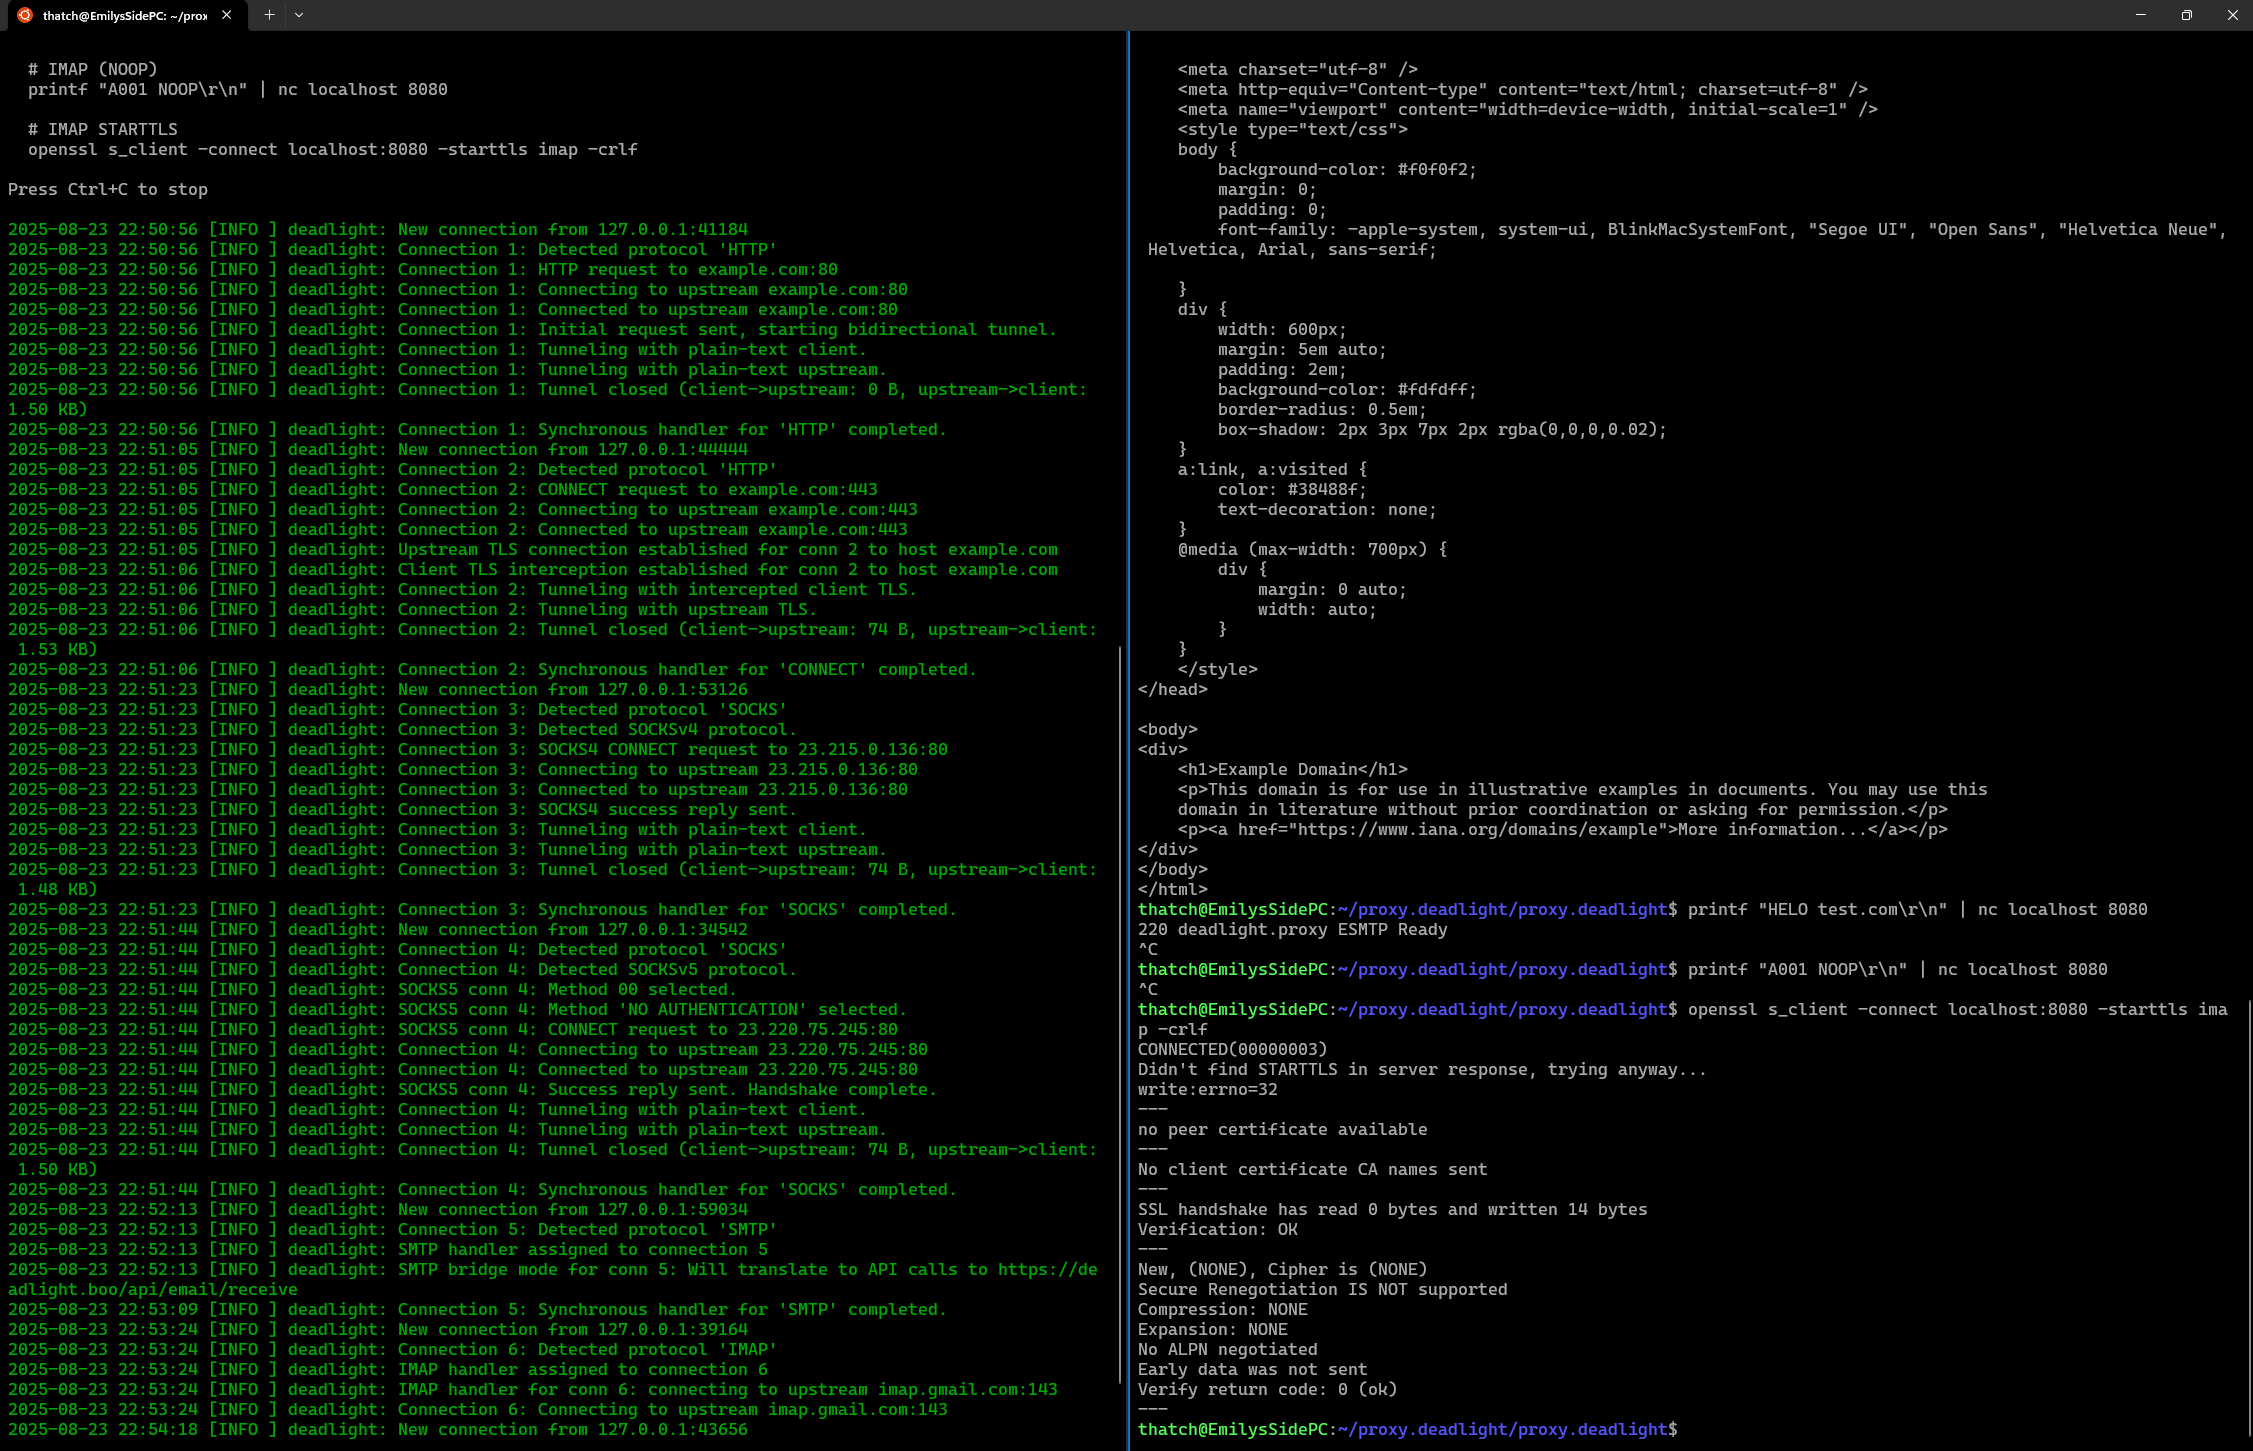 thatch@EmilysSidePC: ~/prox
# IMAP (NOOP)
printf "A001 NOOP\r\n" | nc localhost 8080
# IMAP STARTTLS
openssl s_client -connect localhost:8080 -starttls imap -crlf
Press Ctrl+C to stop
2025-08-23 22:50:56 [INFO ] deadlight: New connection from 127.0.0.1:41184
2025-08-23 22:50:56 [INFO ] deadlight: Connection 1: Detected protocol 'HTTP'
2025-08-23 22:50:56 [INFO ] deadlight: Connection 1: HTTP request to example.com:80
2025-08-23 22:50:56 [INFO ] deadlight: Connection 1: Connecting to upstream example.com:80
2025-08-23 22:50:56 [INFO ] deadlight: Connection 1: Connected to upstream example.com:80
2025-08-23 22:50:56 [INFO ] deadlight: Connection 1: Initial request sent, starting bidirectional tunnel.
2025-08-23 22:50:56 [INFO ] deadlight: Connection 1: Tunneling with plain-text client.
2025-08-23 22:50:56 [INFO ] deadlight: Connection 1: Tunneling with plain-text upstream.
2025-08-23 22:50:56 [INFO ] deadlight: Connection 1: Tunnel closed (client->upstream: 0 B, upstream->client:
1.50 KB)
2025-08-23 22:50:56 [INFO ] deadlight: Connection 1: Synchronous handler for 'HTTP' completed.
2025-08-23 22:51:05 [INFO ] deadlight: New connection from 127.0.0.1:44444
2025-08-23 22:51:05 [INFO ] deadlight: Connection 2: Detected protocol 'HTTP'
2025-08-23 22:51:05 [INFO ] deadlight: Connection 2: CONNECT request to example.com:443
2025-08-23 22:51:05 [INFO ] deadlight: Connection 2: Connecting to upstream example.com:443
2025-08-23 22:51:05 [INFO ] deadlight: Connection 2: Connected to upstream example.com:443
2025-08-23 22:51:05 [INFO ] deadlight: Upstream TLS connection established for conn 2 to host example.com
2025-08-23 22:51:06 [INFO ] deadlight: Client TLS interception established for conn 2 to host example.com
2025-08-23 22:51:06 [INFO ] deadlight: Connection 2: Tunneling with intercepted client TLS.
2025-08-23 22:51:06 [INFO ] deadlight: Connection 2: Tunneling with upstream TLS.
2025-08-23 22:51:06 [INFO ] deadlight: Connection 2: Tunnel closed (client->upstream: 74 B, upstream->client:
1.53 KB)
2025-08-23 22:51:06 [INFO ] deadlight: Connection 2: Synchronous handler for 'CONNECT' completed.
2025-08-23 22:51:23 [INFO ] deadlight: New connection from 127.0.0.1:53126
2025-08-23 22:51:23 [INFO ] deadlight: Connection 3: Detected protocol 'SOCKS'
2025-08-23 22:51:23 [INFO ] deadlight: Connection 3: Detected SOCKSv4 protocol.
2025-08-23 22:51:23 [INFO ] deadlight: Connection 3: SOCKS4 CONNECT request to 23.215.0.136:80
2025-08-23 22:51:23 [INFO ] deadlight: Connection 3: Connecting to upstream 23.215.0.136:80
2025-08-23 22:51:23 [INFO ] deadlight: Connection 3: Connected to upstream 23.215.0.136:80
2025-08-23 22:51:23 [INFO ] deadlight: Connection 3: SOCKS4 success reply sent.
2025-08-23 22:51:23 [INFO ] deadlight: Connection 3: Tunneling with plain-text client.
2025-08-23 22:51:23 [INFO ] deadlight: Connection 3: Tunneling with plain-text upstream.
2025-08-23 22:51:23 [INFO ] deadlight: Connection 3: Tunnel closed (client->upstream: 74 B, upstream->client:
1.48 KB)
2025-08-23 22:51:23 [INFO ] deadlight: Connection 3: Synchronous handler for 'SOCKS' completed.
2025-08-23 22:51:44 [INFO ] deadlight: New connection from 127.0.0.1:34542
2025-08-23 22:51:44 [INFO ] deadlight: Connection 4: Detected protocol 'SOCKS'
2025-08-23 22:51:44 [INFO ] deadlight: Connection 4: Detected SOCKSv5 protocol.
2025-08-23 22:51:44 [INFO ] deadlight: SOCKS5 conn 4: Method 00 selected.
2025-08-23 22:51:44 [INFO ] deadlight: SOCKS5 conn 4: Method 'NO AUTHENTICATION' selected.
2025-08-23 22:51:44 [INFO ] deadlight: SOCKS5 conn 4: CONNECT request to 23.220.75.245:80
2025-08-23 22:51:44 [INFO ] deadlight: Connection 4: Connecting to upstream 23.220.75.245:80
2025-08-23 22:51:44 [INFO ] deadlight: Connection 4: Connected to upstream 23.220.75.245:80
2025-08-23 22:51:44 [INFO ] deadlight: SOCKS5 conn 4: Success reply sent. Handshake complete.
2025-08-23 22:51:44 [INFO ] deadlight: Connection 4: Tunneling with plain-text client.
2025-08-23 22:51:44 [INFO ] deadlight: Connection 4: Tunneling with plain-text upstream.
2025-08-23 22:51:44 [INFO ] deadlight: Connection 4: Tunnel closed (client->upstream: 74 B, upstream->client:
1.50 KB)
2025-08-23 22:51:44 [INFO ] deadlight: Connection 4: Synchronous handler for 'SOCKS' completed.
2025-08-23 22:52:13 [INFO ] deadlight: New connection from 127.0.0.1:59034
2025-08-23 22:52:13 [INFO ] deadlight: Connection 5: Detected protocol 'SMTP'
2025-08-23 22:52:13 [INFO ] deadlight: SMTP handler assigned to connection 5
2025-08-23 22:52:13 [INFO ] deadlight: SMTP bridge mode for conn 5: Will translate to API calls to https://de
adlight.boo/api/email/receive
2025-08-23 22:53:09 [INFO ] deadlight: Connection 5: Synchronous handler for 'SMTP' completed.
2025-08-23 22:53:24 [INFO ] deadlight: New connection from 127.0.0.1:39164
2025-08-23 22:53:24 [INFO ] deadlight: Connection 6: Detected protocol 'IMAP'
2025-08-23 22:53:24 [INFO ] deadlight: IMAP handler assigned to connection 6
2025-08-23 22:53:24 [INFO ] deadlight: IMAP handler for conn 6: connecting to upstream imap.gmail.com:143
2025-08-23 22:53:24 [INFO ] deadlight: Connection 6: Connecting to upstream imap.gmail.com:143
2025-08-23 22:54:18 [INFO ] deadlight: New connection from 127.0.0.1:43656
<meta charset="utf-8" />
<meta http-equiv="Content-type" content="text/html; charset=utf-8" />
<meta name="viewport" content="width=device-width, initial-scale=1" />
<style type="text/css">
body {
background-color: #f0f0f2;
margin: 0;
padding: 0;
font-family: -apple-system, system-ui, BlinkMacSystemFont, "Segoe UI", "Open Sans", "Helvetica Neue",
Helvetica, Arial, sans-serif;
}
div {
width: 600px;
margin: 5em auto;
padding: 2em;
background-color: #fdfdff;
border-radius: 0.5em;
box-shadow: 2px 3px 7px 2px rgba(0,0,0,0.02);
}
a:link, a:visited {
color: #38488f;
text-decoration: none;
}
@media (max-width: 700px) {
div {
margin: 0 auto;
width: auto;
}
}
</style>
</head>
<body>
<div>
<h1>Example Domain</h1>
<p>This domain is for use in illustrative examples in documents. You may use this
domain in literature without prior coordination or asking for permission.</p>
<p><a href="https://www.iana.org/domains/example">More information...</a></p>
</div>
</body>
</html>
thatch@EmilysSidePC:~/proxy.deadlight/proxy.deadlight$ printf "HELO test.com\r\n" | nc localhost 8080
220 deadlight.proxy ESMTP Ready
^C
thatch@EmilysSidePC:~/proxy.deadlight/proxy.deadlight$ printf "A001 NOOP\r\n" | nc localhost 8080
^C
thatch@EmilysSidePC:~/proxy.deadlight/proxy.deadlight$ openssl s_client -connect localhost:8080 -starttls ima
p -crlf
CONNECTED(00000003)
Didn't find STARTTLS in server response, trying anyway...
write:errno=32
---
no peer certificate available
---
No client certificate CA names sent
---
SSL handshake has read 0 bytes and written 14 bytes
Verification: OK
---
New, (NONE), Cipher is (NONE)
Secure Renegotiation IS NOT supported
Compression: NONE
Expansion: NONE
No ALPN negotiated
Early data was not sent
Verify return code: 0 (ok)
---
thatch@EmilysSidePC:~/proxy.deadlight/proxy.deadlight$